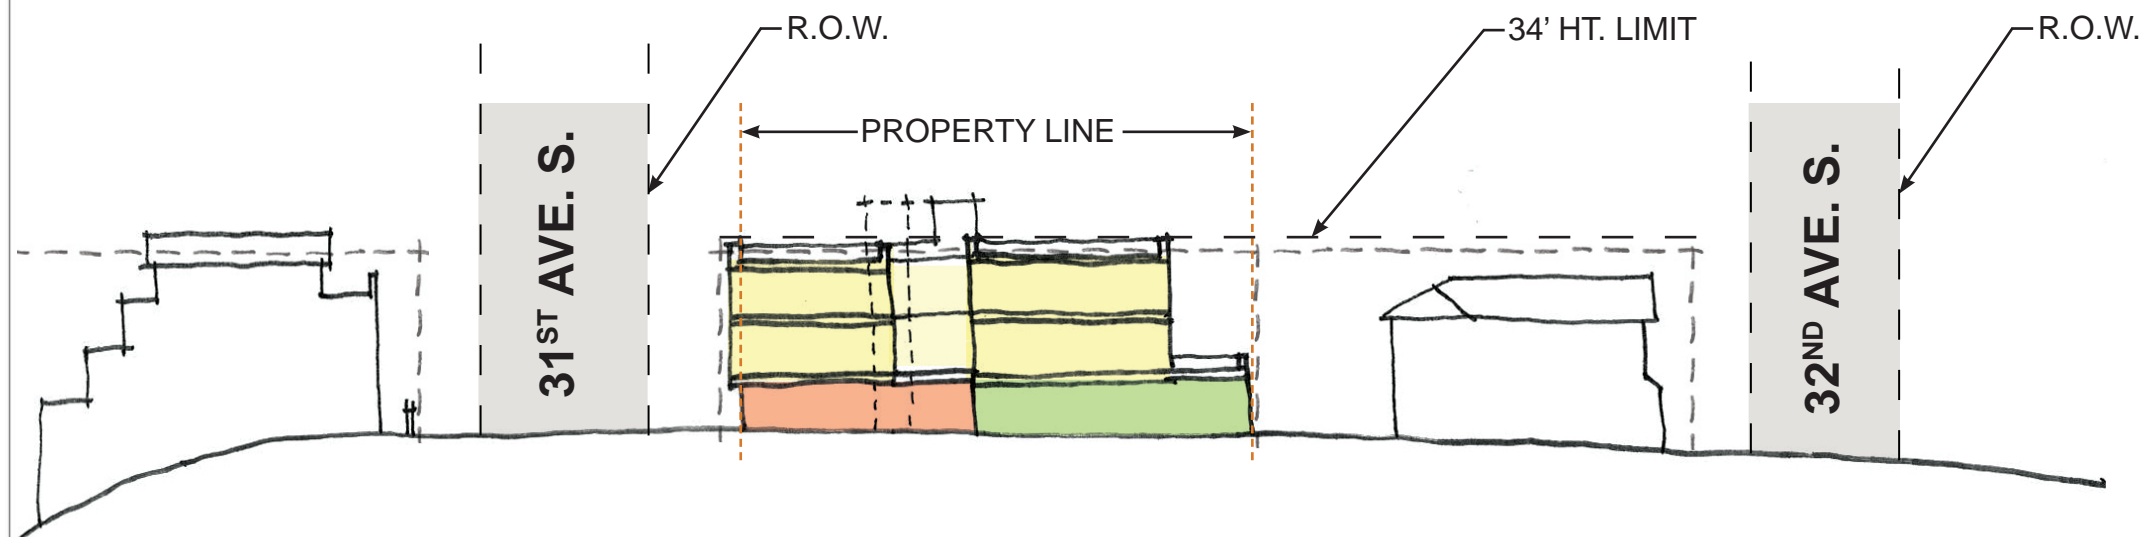 R.O.W.
34’ HT. LIMIT
R.O.W.
PROPERTY LINE
31ST AVE. S.
32ND AVE. S.